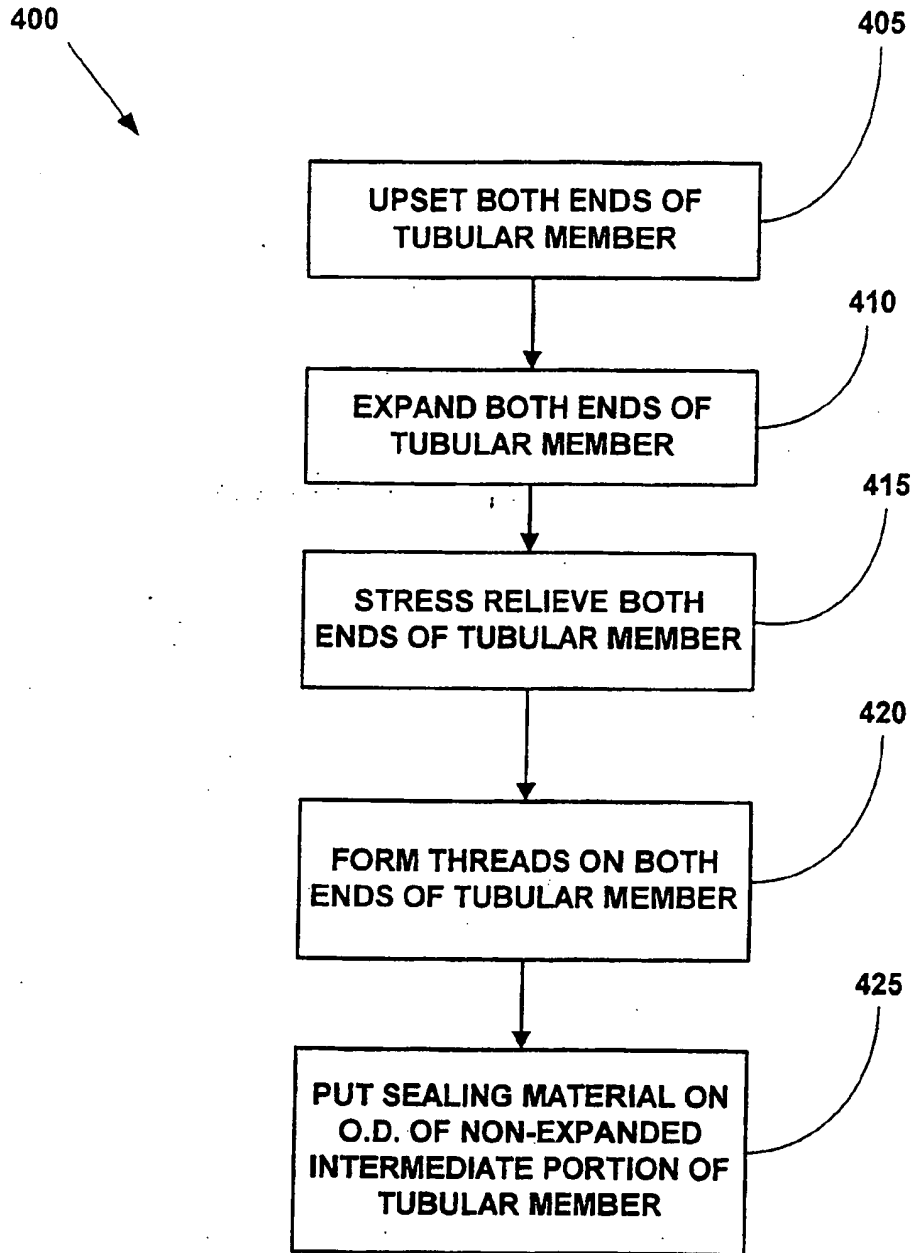 400
405
UPSET BOTH ENDS OF
TUBULAR MEMBER
410
EXPAND BOTH ENDS OF
TUBULAR MEMBER
415
STRESS RELIEVE BOTH
ENDS OF TUBULAR MEMBER
420
FORM THREADS ON BOTH
ENDS OF TUBULAR MEMBER
425
PUT SEALING MATERIAL ON
O.D. OF NON-EXPANDED
INTERMEDIATE PORTION OF
TUBULAR MEMBER